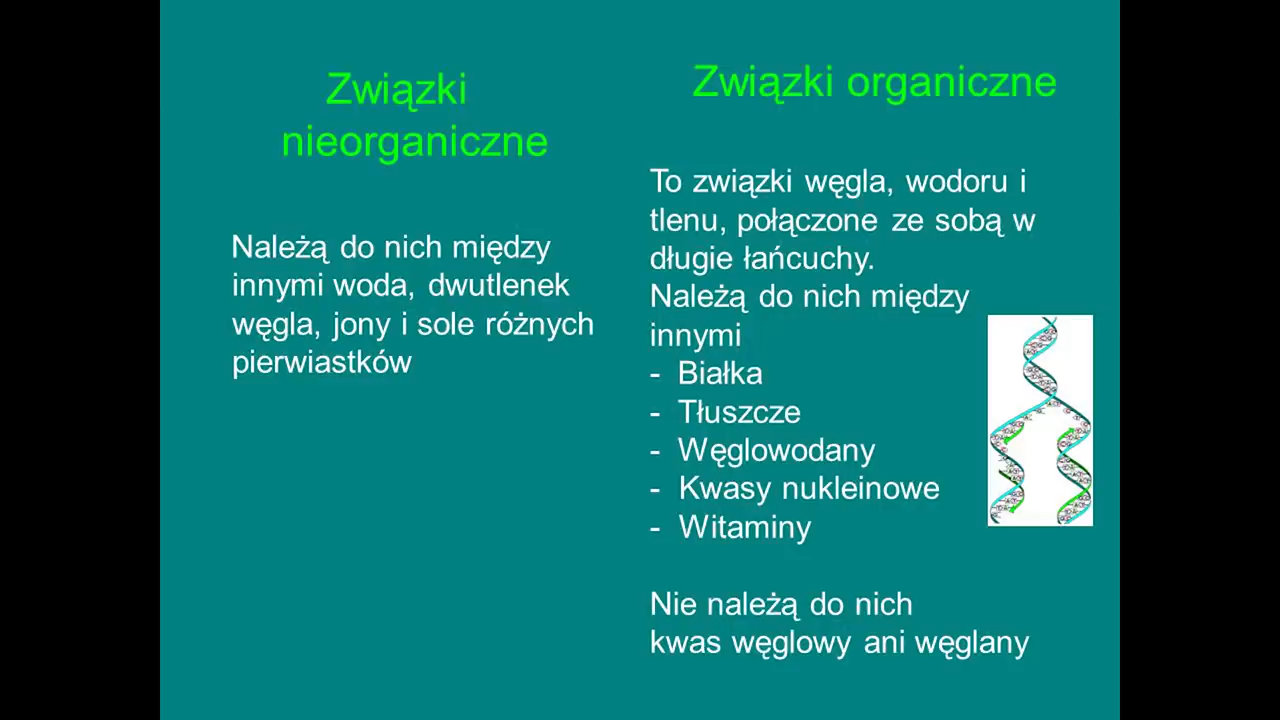 Związki
nieorganiczne
Należą do nich między
innymi woda, dwutlenek
węgla, jony i sole różnych
pierwiastków
Związki organiczne
To związki węgla, wodoru i
tlenu, połączone ze sobą w
długie łańcuchy.
Należą do nich między
innymi
- Białka
- Tłuszcze
- Węglowodany
- Kwasy nukleinowe
- Witaminy
Nie należą do nich
kwas węglowy ani węglany